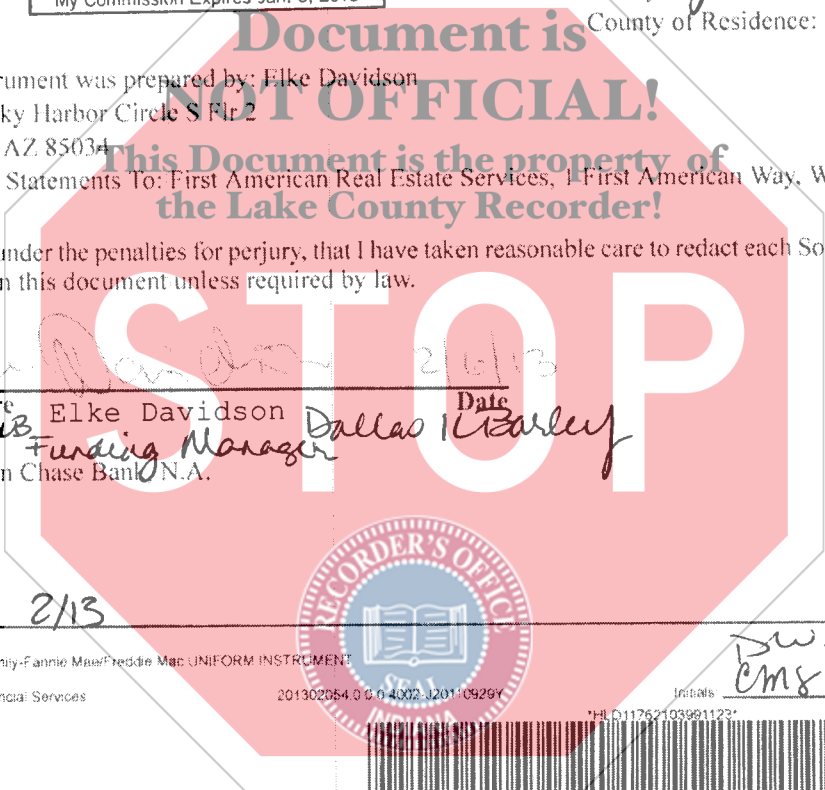 My Commission Expires Jan.
County of Residence:
Document is
rument was prepared by: Elke Davidson
NOT OFFICIAL!
ky Harbor Circle S Flr 2
AZ 85034
This Document is the property of
Statements To: First American Real Estate Services, 1 First American Way, W
the Lake County Recorder!
under the penalties for perjury, that I have taken reasonable care to redact each So
n this document unless required by law.
STOP
Davidson 2/6/13
e Elke Davidson Date
Funding Manager Dallas K Barley
n Chase Bank N.A.
RECORDER'S OFFICE
SEAL
INDIANA
2/13
mily-Fannie Mae/Freddie Mac UNIFORM INSTRUMENT
ncial Services 201302054.0.0.0.4002-J20110929Y Initials: DW
CMS
*HLD11762103991123*